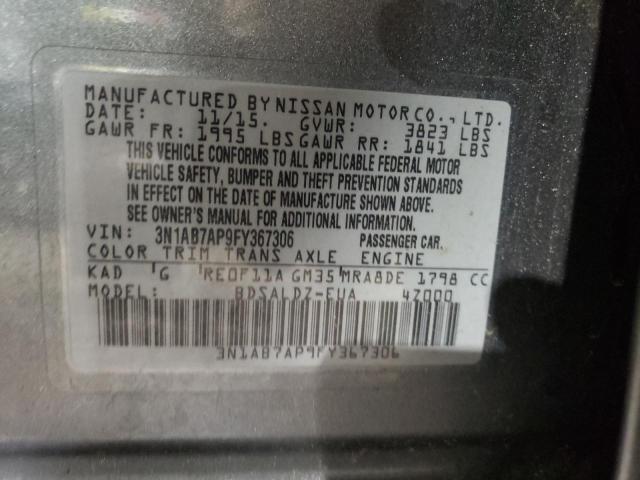 MANUFACTURED BY NISSAN MOTOR CO., LTD.
DATE: 11/15. GVWR: 3823 LBS
GAWR FR: 1995 LBS GAWR RR: 1841 LBS
THIS VEHICLE CONFORMS TO ALL APPLICABLE FEDERAL MOTOR
VEHICLE SAFETY, BUMPER AND THEFT PREVENTION STANDARDS
IN EFFECT ON THE DATE OF MANUFACTURE SHOWN ABOVE.
SEE OWNER'S MANUAL FOR ADDITIONAL INFORMATION.
VIN: 3N1AB7AP9FY367306 PASSENGER CAR.
COLOR TRIM TRANS AXLE ENGINE
KAD G RE0F11A GM35 MRA8DE 1798 CC
MODEL: BDSALDZ-EUA 4Z000
3N1AB7AP9FY367306